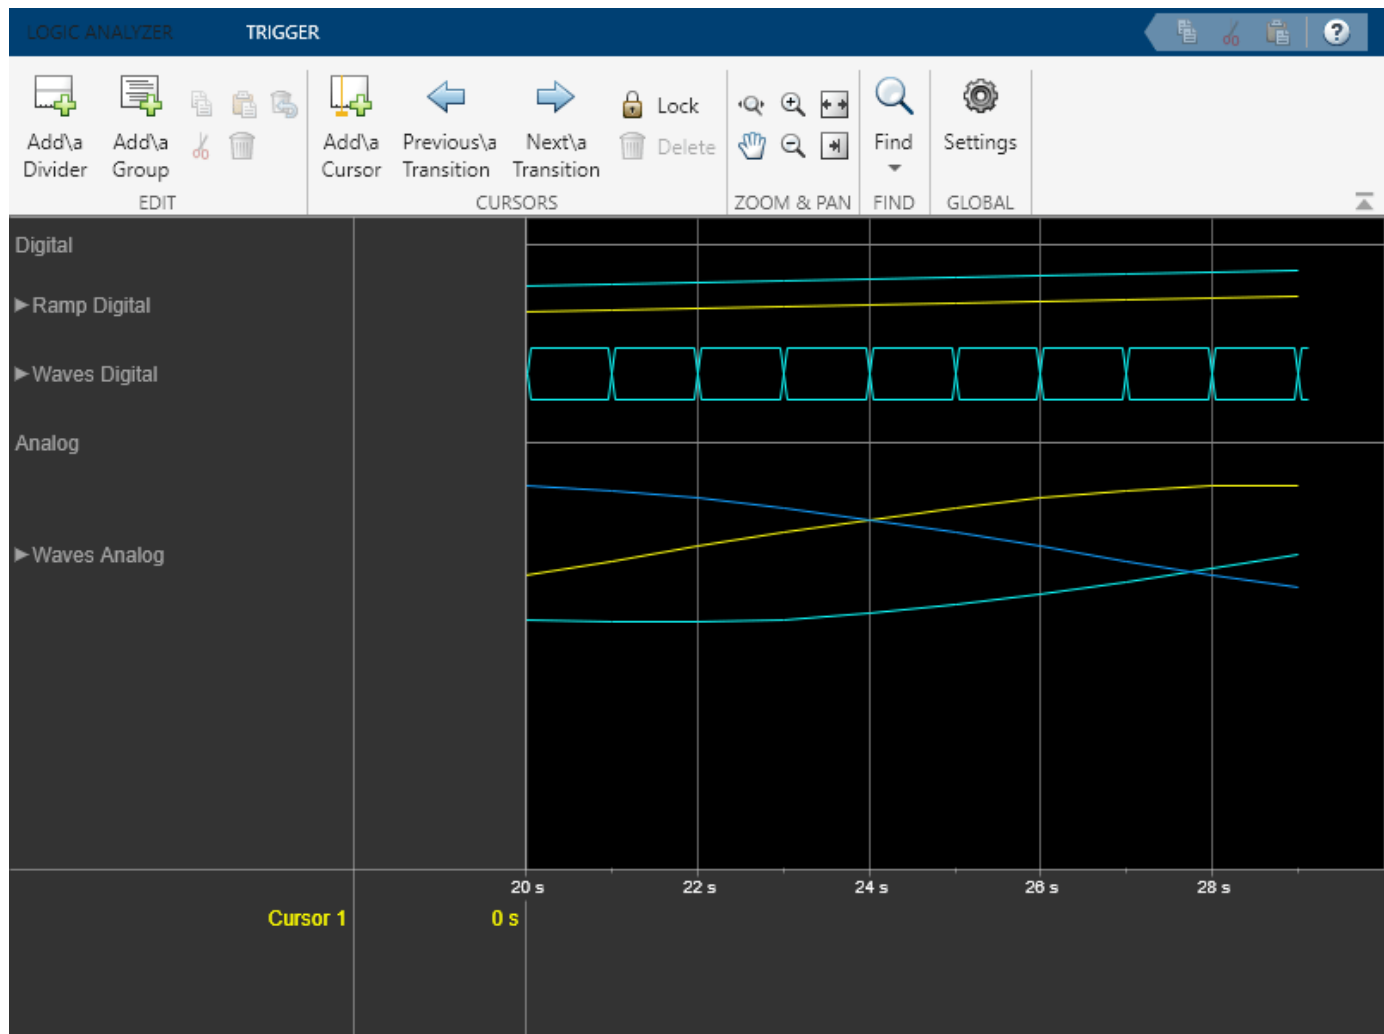 LOGIC ANALYZER TRIGGER
?
Add\a Divider
Add\a Group
Add\a Cursor
Previous\a Transition
Next\a Transition
Lock
Delete
Find
Settings
EDIT CURSORS ZOOM & PAN FIND GLOBAL
Digital
Ramp Digital
Waves Digital
Analog
Waves Analog
20 s 22 s 24 s 26 s 28 s
Cursor 1 0 s